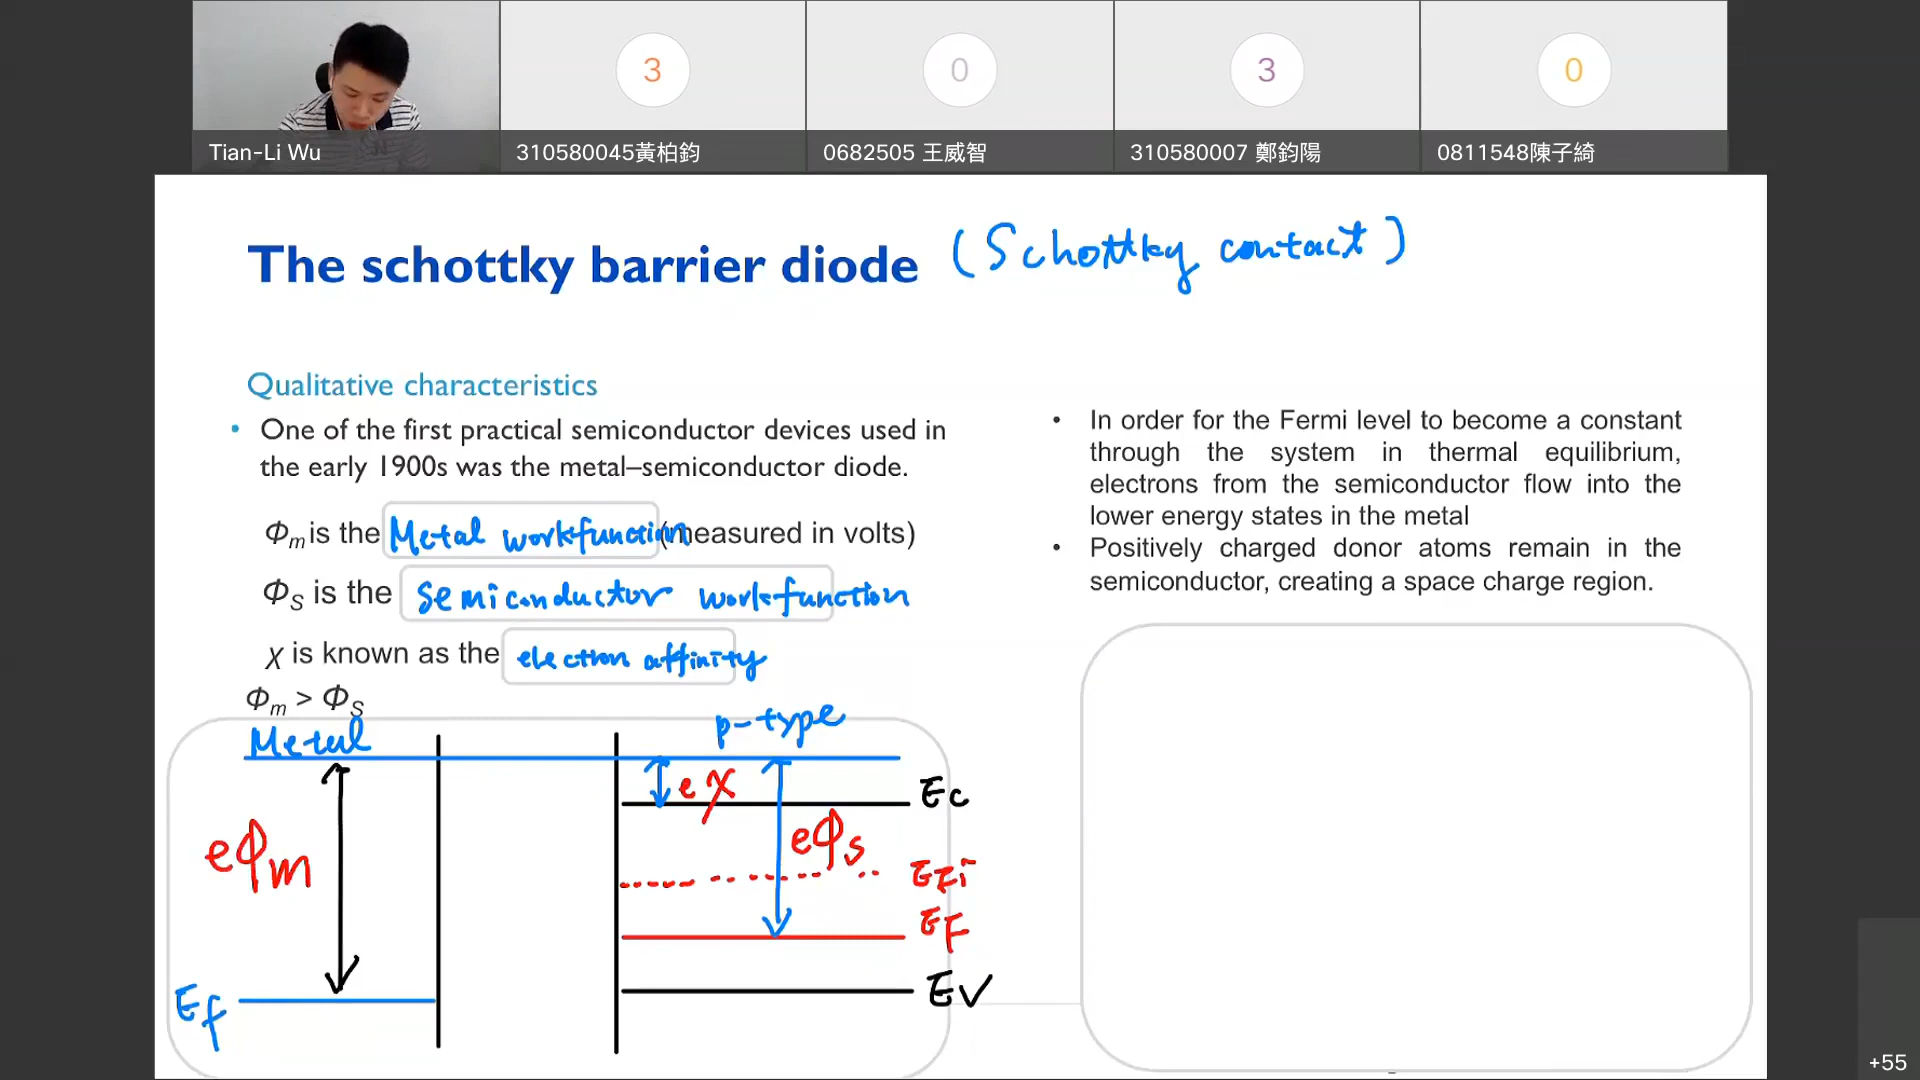 3
0
3
0
Tian-Li Wu
310580045黃柏鈞
0682505 王威智
310580007 鄭鈞陽
0811548陳子綺
The schottky barrier diode (Schottky contact)
Qualitative characteristics
• One of the first practical semiconductor devices used in
the early 1900s was the metal–semiconductor diode.
Φm is the Metal workfunction (measured in volts)
ΦS is the Semiconductor workfunction
χ is known as the electron affinity
Φm > ΦS
Metal
p-type
eχ
Ec
eϕm
eϕs
EFi
EF
Ev
Ef
• In order for the Fermi level to become a constant
through the system in thermal equilibrium,
electrons from the semiconductor flow into the
lower energy states in the metal
• Positively charged donor atoms remain in the
semiconductor, creating a space charge region.
+55